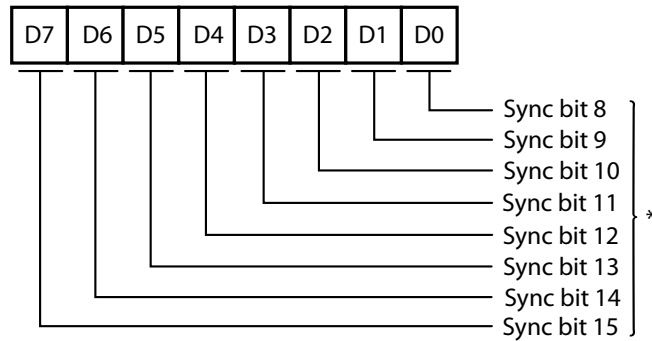 D7 D6 D5 D4 D3 D2 D1 D0
Sync bit 8
Sync bit 9
Sync bit 10
Sync bit 11
*
Sync bit 12
Sync bit 13
Sync bit 14
Sync bit 15